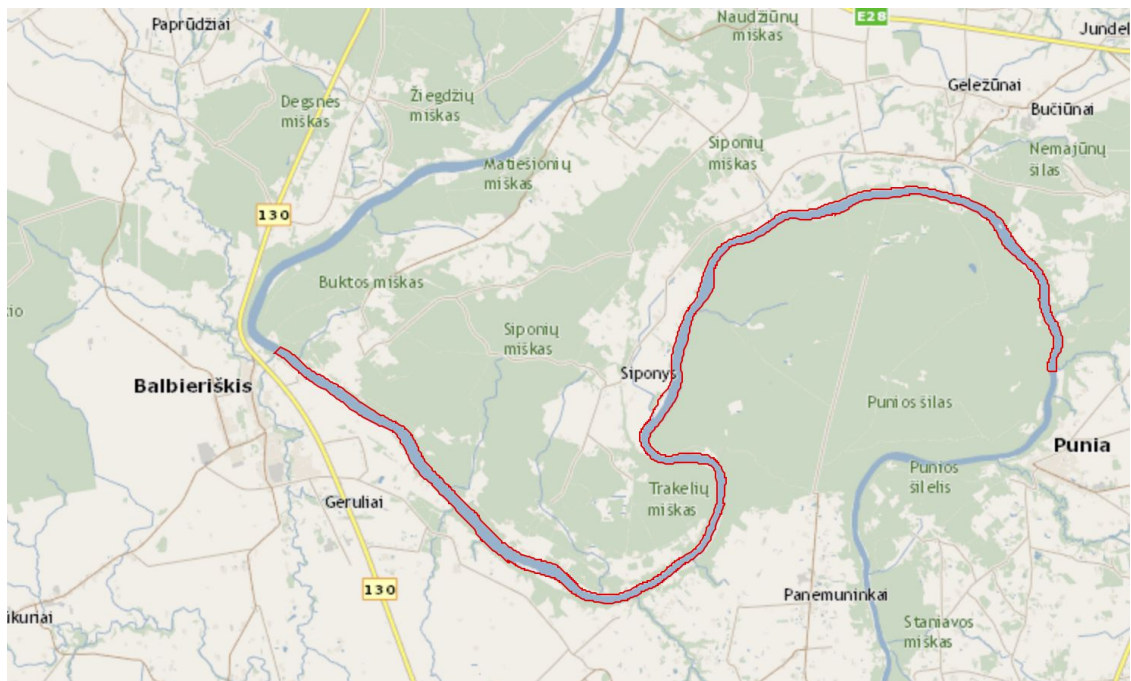 Paprūdžiai
Naudžiūnų
miškas
E28
Jundel
Degsnės
miškas
Žiegdžių
miškas
Geležūnai
Bučiūnai
Siponių
miškas
Matiešionių
miškas
Nemajūnų
šilas
130
Buktos miškas
Siponių
miškas
Balbieriškis
Siponys
Punios šilas
Punia
Punios
šilelis
Geruliai
Trakelių
miškas
130
Panemuninkai
Staniavos
miškas